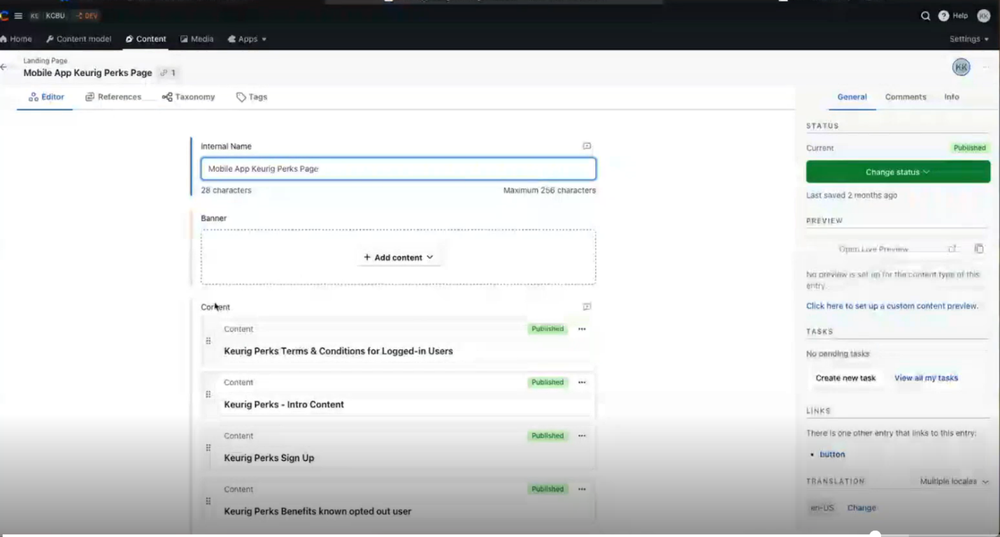 KE KCBU DEV
Help KK
Home Content model Content Media Apps Settings
Landing Page
Mobile App Keurig Perks Page 1
KK
Editor References Taxonomy Tags
General Comments Info
Internal Name
Mobile App Keurig Perks Page
28 characters Maximum 256 characters
Banner
+ Add content
Content
Content Published
Keurig Perks Terms & Conditions for Logged-in Users
Content Published
Keurig Perks - Intro Content
Content Published
Keurig Perks Sign Up
Content Published
Keurig Perks Benefits known opted out user
STATUS
Current Published
Change status
Last saved 2 months ago
PREVIEW
Open Live Preview
No preview is set up for the content type of this
entry.
Click here to set up a custom content preview.
TASKS
No pending tasks
Create new task View all my tasks
LINKS
There is one other entry that links to this entry:
• button
TRANSLATION Multiple locales
en-US Change